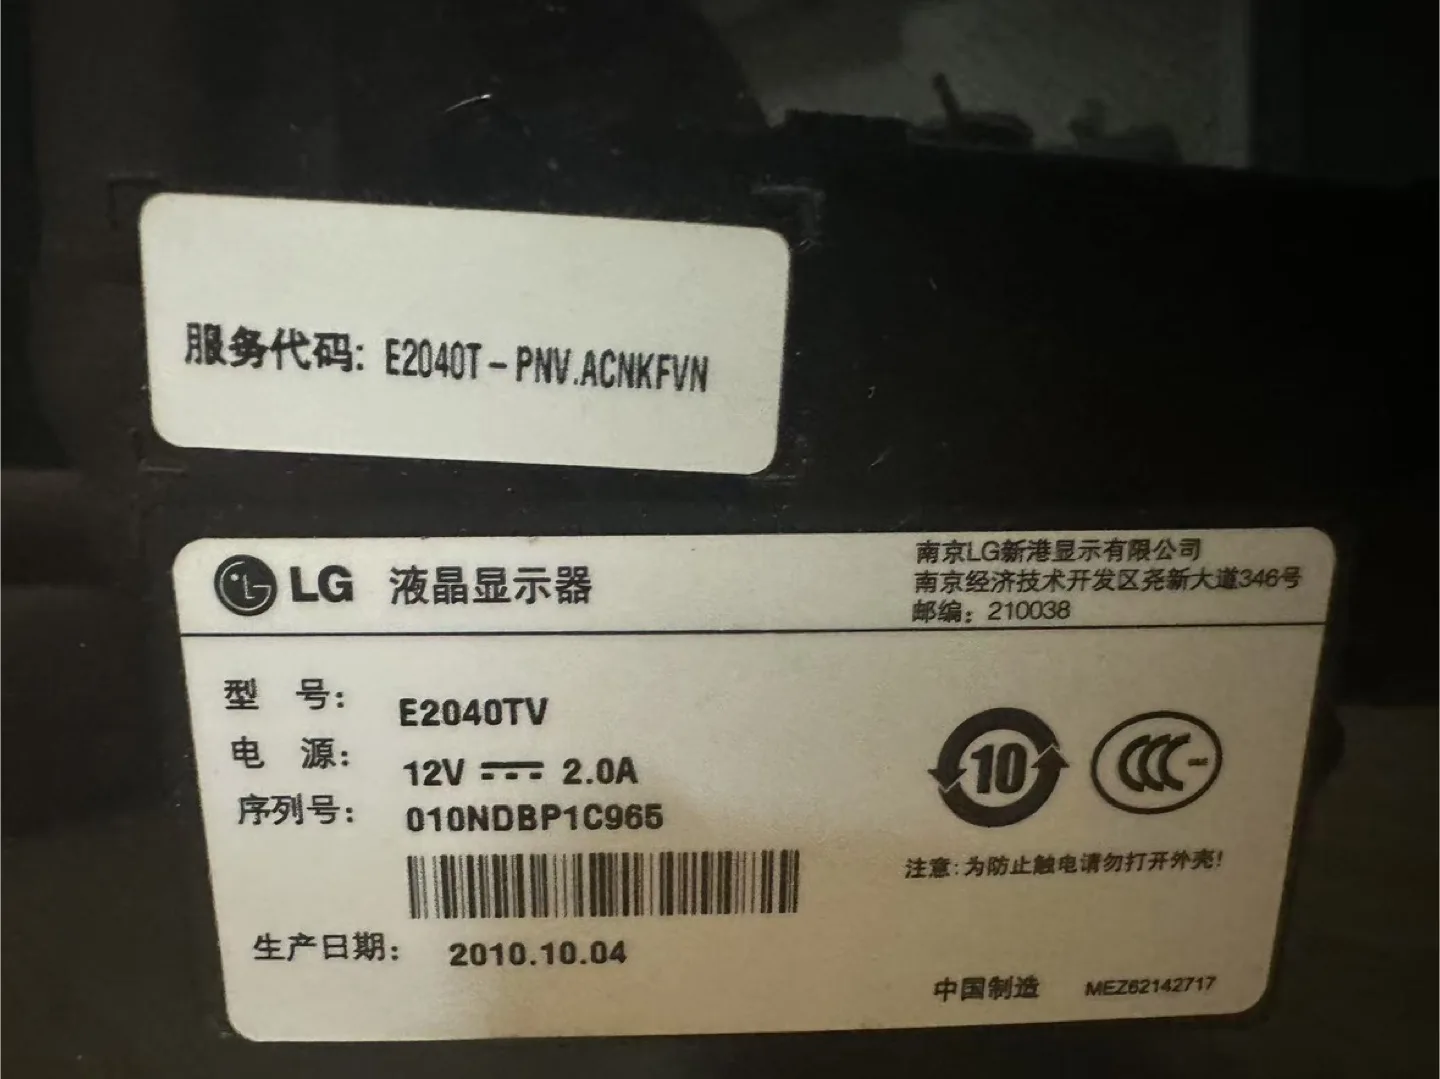 服务代码: E2040T-PNV.ACNKFVN
LG 液晶显示器
南京LG新港显示有限公司
南京经济技术开发区尧新大道346号
邮编：210038
型 号： E2040TV
电 源： 12V 2.0A
序列号： 010NDBP1C965
10
CCC
注意：为防止触电请勿打开外壳！
生产日期： 2010.10.04
中国制造 MEZ62142717